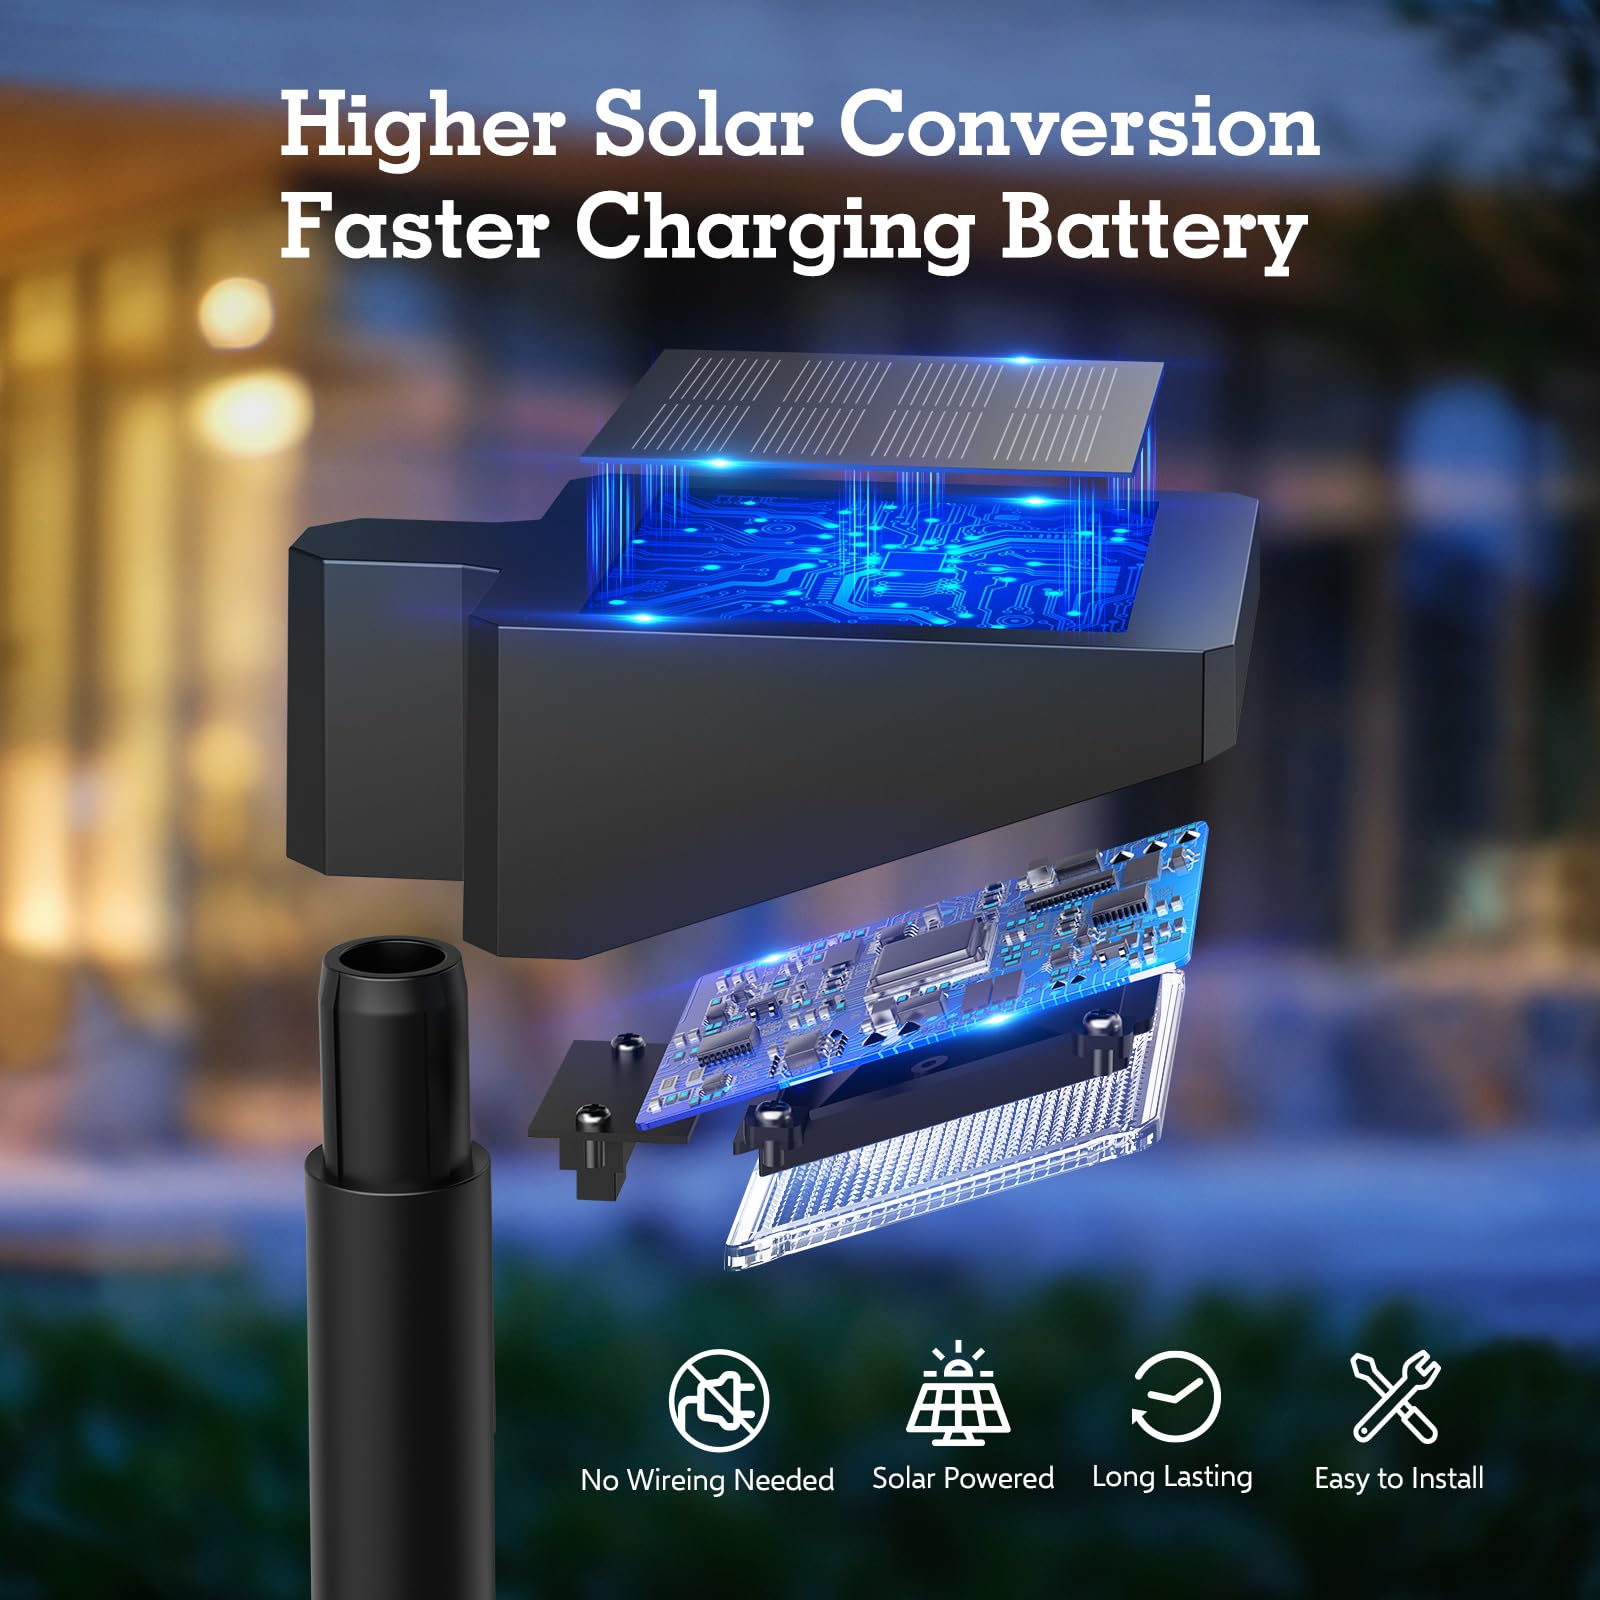 Higher Solar Conversion
Faster Charging Battery
No Wireing Needed
Solar Powered
Long Lasting
Easy to Install